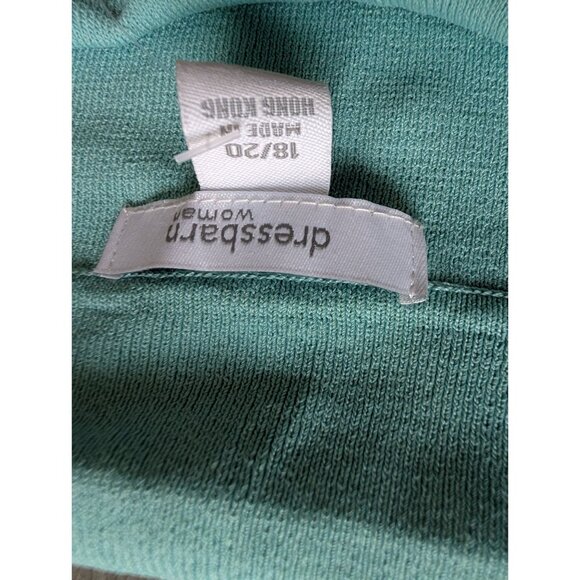 dressbarn
woman
18/20
MADE IN
HONG KONG